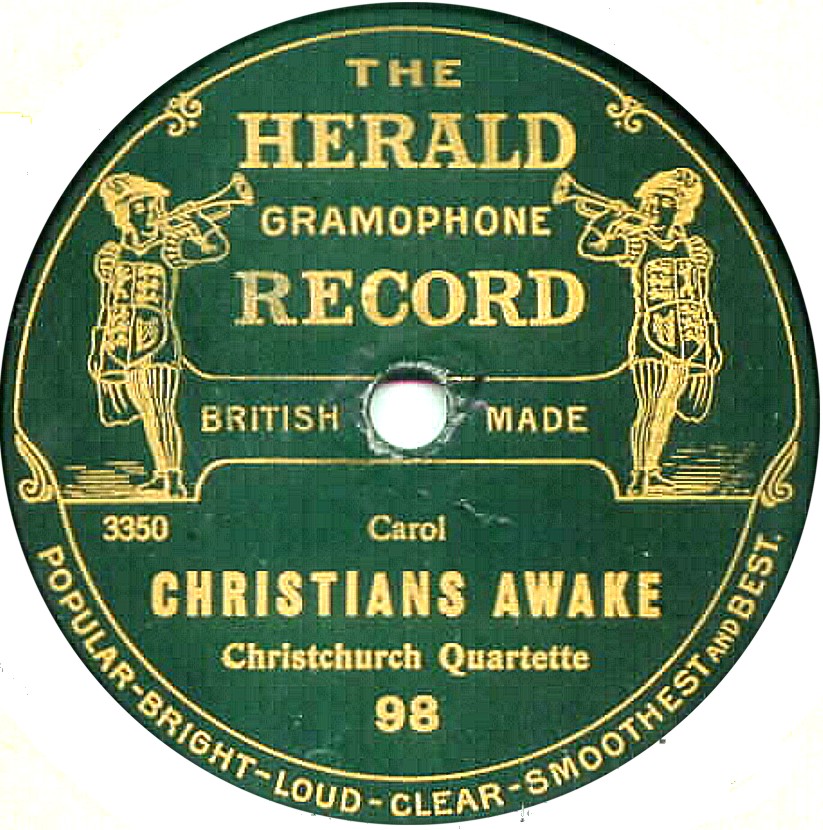 THE
HERALD
GRAMOPHONE
RECORD
BRITISH MADE
3350 Carol
CHRISTIANS AWAKE
Christchurch Quartette
98
POPULAR-BRIGHT-LOUD-CLEAR-SMOOTHEST AND BEST.